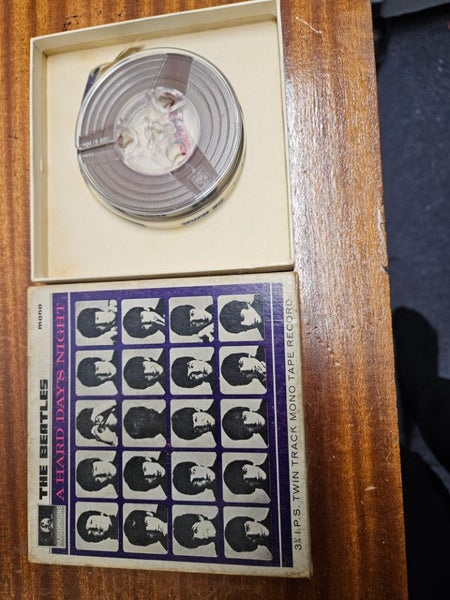 THE BEATLES
mono
A HARD DAY'S NIGHT
PARLOPHONE
3¾ I.P.S. TWIN TRACK MONO TAPE RECORD